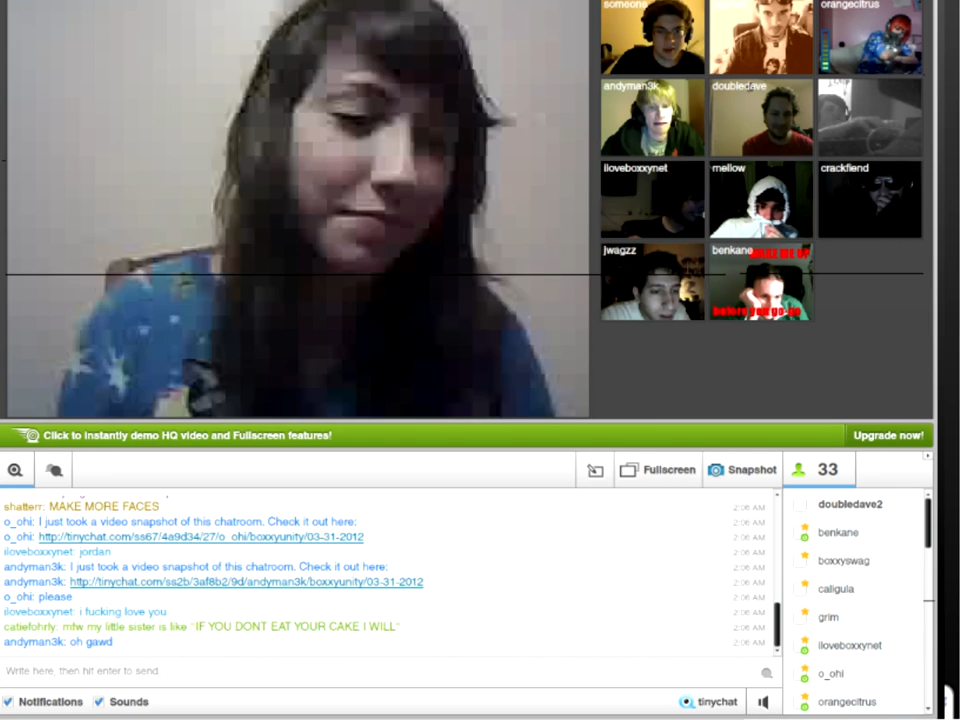 someone
orangecitrus
andyman3k
doubledave
iloveboxxynet
mellow
crackfiend
jwagzz
benkane
WAKE ME UP
before you go-go
Click to instantly demo HQ video and Fullscreen features!
Upgrade now!
Fullscreen
Snapshot
33
shatterr: MAKE MORE FACES
2:06 AM
o_ohi: I just took a video snapshot of this chatroom. Check it out here:
2:06 AM
o_ohi: http://tinychat.com/ss67/4a9d34/27/o_ohi/boxxyunity/03-31-2012
2:06 AM
iloveboxxynet: jordan
2:06 AM
andyman3k: I just took a video snapshot of this chatroom. Check it out here:
2:06 AM
andyman3k: http://tinychat.com/ss2b/3af8b2/9d/andyman3k/boxxyunity/03-31-2012
2:06 AM
o_ohi: please
2:06 AM
iloveboxxynet: i fucking love you
2:06 AM
catiefohrly: mfw my little sister is like "IF YOU DONT EAT YOUR CAKE I WILL"
2:06 AM
andyman3k: oh gawd
2:06 AM
Write here, then hit enter to send
Notifications
Sounds
tinychat
doubledave2
benkane
boxxyswag
caligula
grim
iloveboxxynet
o_ohi
orangecitrus